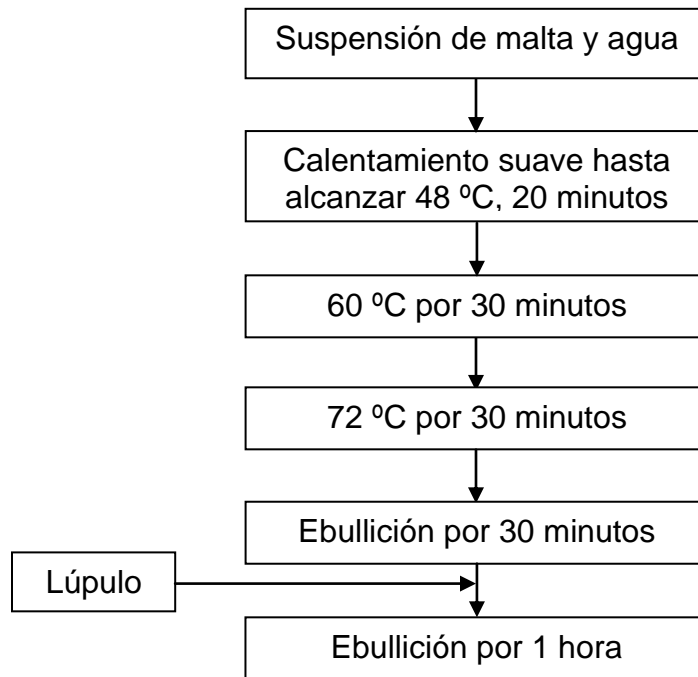 Suspensión de malta y agua
Calentamiento suave hasta
alcanzar 48 ºC, 20 minutos
60 ºC por 30 minutos
72 ºC por 30 minutos
Ebullición por 30 minutos
Lúpulo
Ebullición por 1 hora